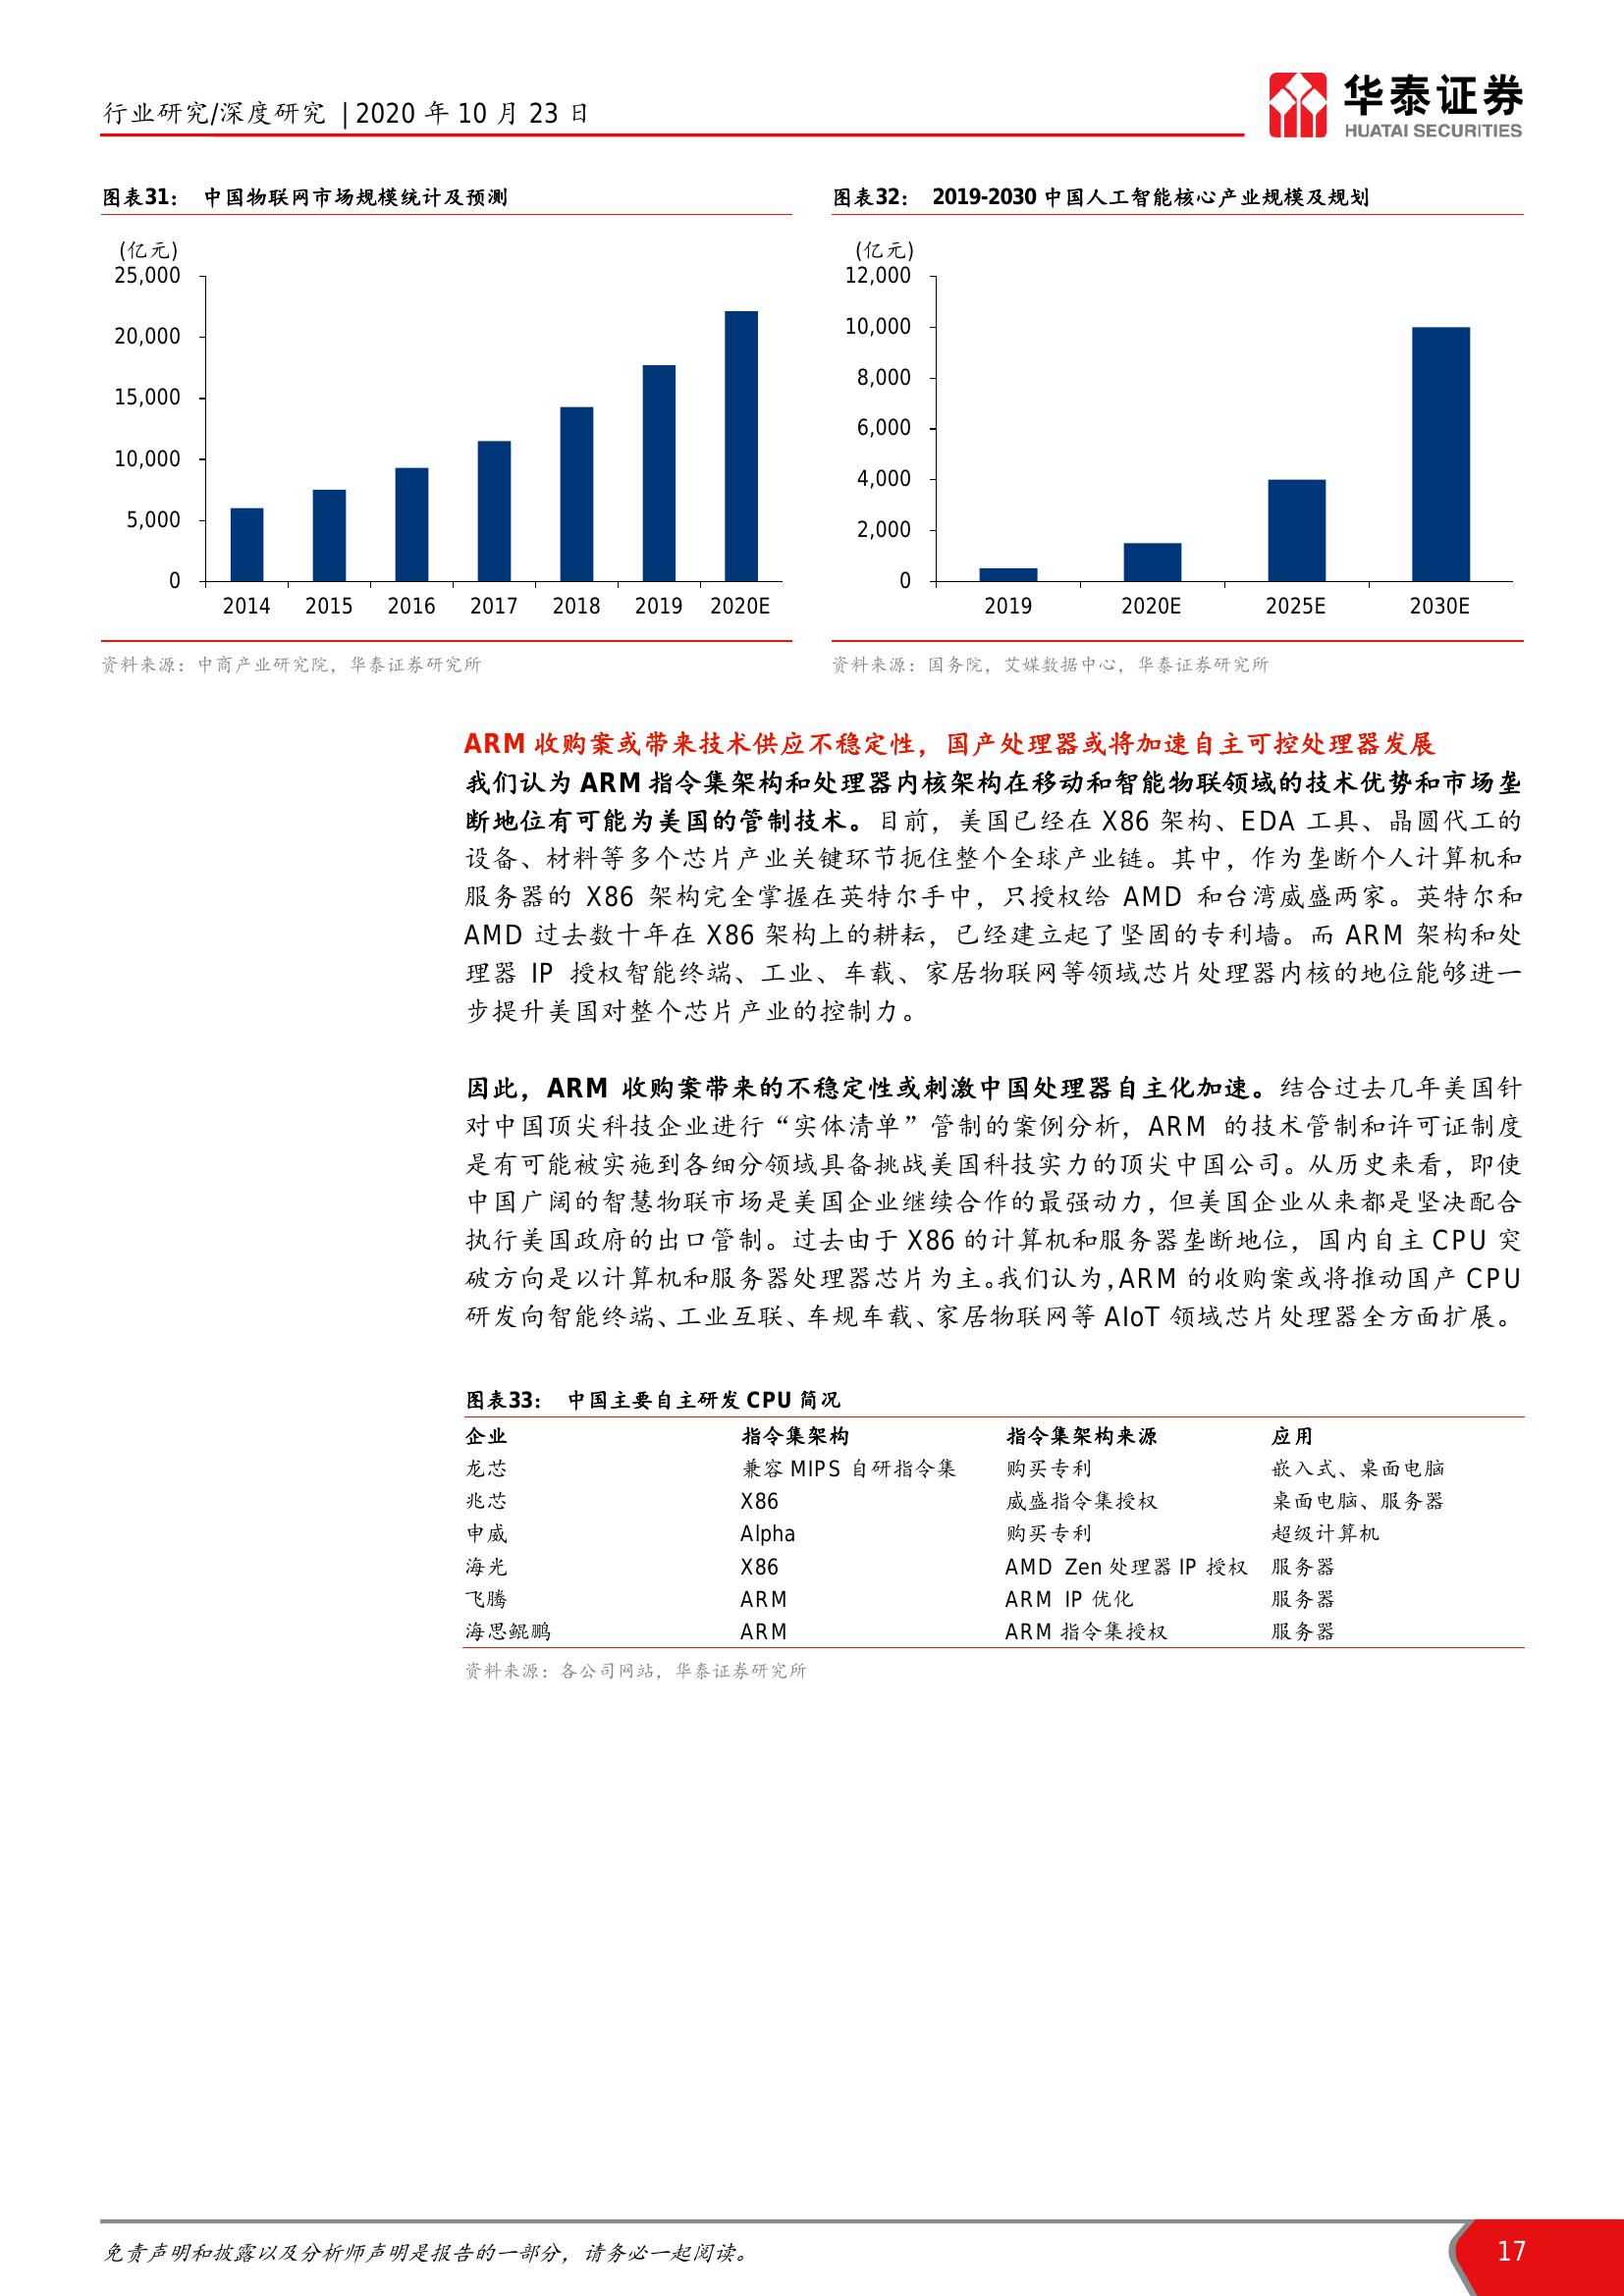 行业研究/深度研究 | 2020 年 10 月 23 日
华泰证券
HUATAI SECURITIES
图表31： 中国物联网市场规模统计及预测
(亿元)
25,000
20,000
15,000
10,000
5,000
0
2014 2015 2016 2017 2018 2019 2020E
资料来源：中商产业研究院，华泰证券研究所
图表32： 2019-2030 中国人工智能核心产业规模及规划
(亿元)
12,000
10,000
8,000
6,000
4,000
2,000
0
2019 2020E 2025E 2030E
资料来源：国务院，艾媒数据中心，华泰证券研究所
ARM 收购案或带来技术供应不稳定性，国产处理器或将加速自主可控处理器发展
我们认为 ARM 指令集架构和处理器内核架构在移动和智能物联领域的技术优势和市场垄
断地位有可能为美国的管制技术。目前，美国已经在 X86 架构、EDA 工具、晶圆代工的
设备、材料等多个芯片产业关键环节扼住整个全球产业链。其中，作为垄断个人计算机和
服务器的 X86 架构完全掌握在英特尔手中，只授权给 AMD 和台湾威盛两家。英特尔和
AMD 过去数十年在 X86 架构上的耕耘，已经建立起了坚固的专利墙。而 ARM 架构和处
理器 IP 授权智能终端、工业、车载、家居物联网等领域芯片处理器内核的地位能够进一
步提升美国对整个芯片产业的控制力。
因此，ARM 收购案带来的不稳定性或刺激中国处理器自主化加速。结合过去几年美国针
对中国顶尖科技企业进行“实体清单”管制的案例分析，ARM 的技术管制和许可证制度
是有可能被实施到各细分领域具备挑战美国科技实力的顶尖中国公司。从历史来看，即使
中国广阔的智慧物联市场是美国企业继续合作的最强动力，但美国企业从来都是坚决配合
执行美国政府的出口管制。过去由于 X86 的计算机和服务器垄断地位，国内自主 CPU 突
破方向是以计算机和服务器处理器芯片为主。我们认为，ARM 的收购案或将推动国产 CPU
研发向智能终端、工业互联、车规车载、家居物联网等 AIoT 领域芯片处理器全方面扩展。
图表33： 中国主要自主研发 CPU 简况
企业 指令集架构 指令集架构来源 应用
龙芯 兼容 MIPS 自研指令集 购买专利 嵌入式、桌面电脑
兆芯 X86 威盛指令集授权 桌面电脑、服务器
申威 Alpha 购买专利 超级计算机
海光 X86 AMD Zen 处理器 IP 授权 服务器
飞腾 ARM ARM IP 优化 服务器
海思鲲鹏 ARM ARM 指令集授权 服务器
资料来源：各公司网站，华泰证券研究所
免责声明和披露以及分析师声明是报告的一部分，请务必一起阅读。
17